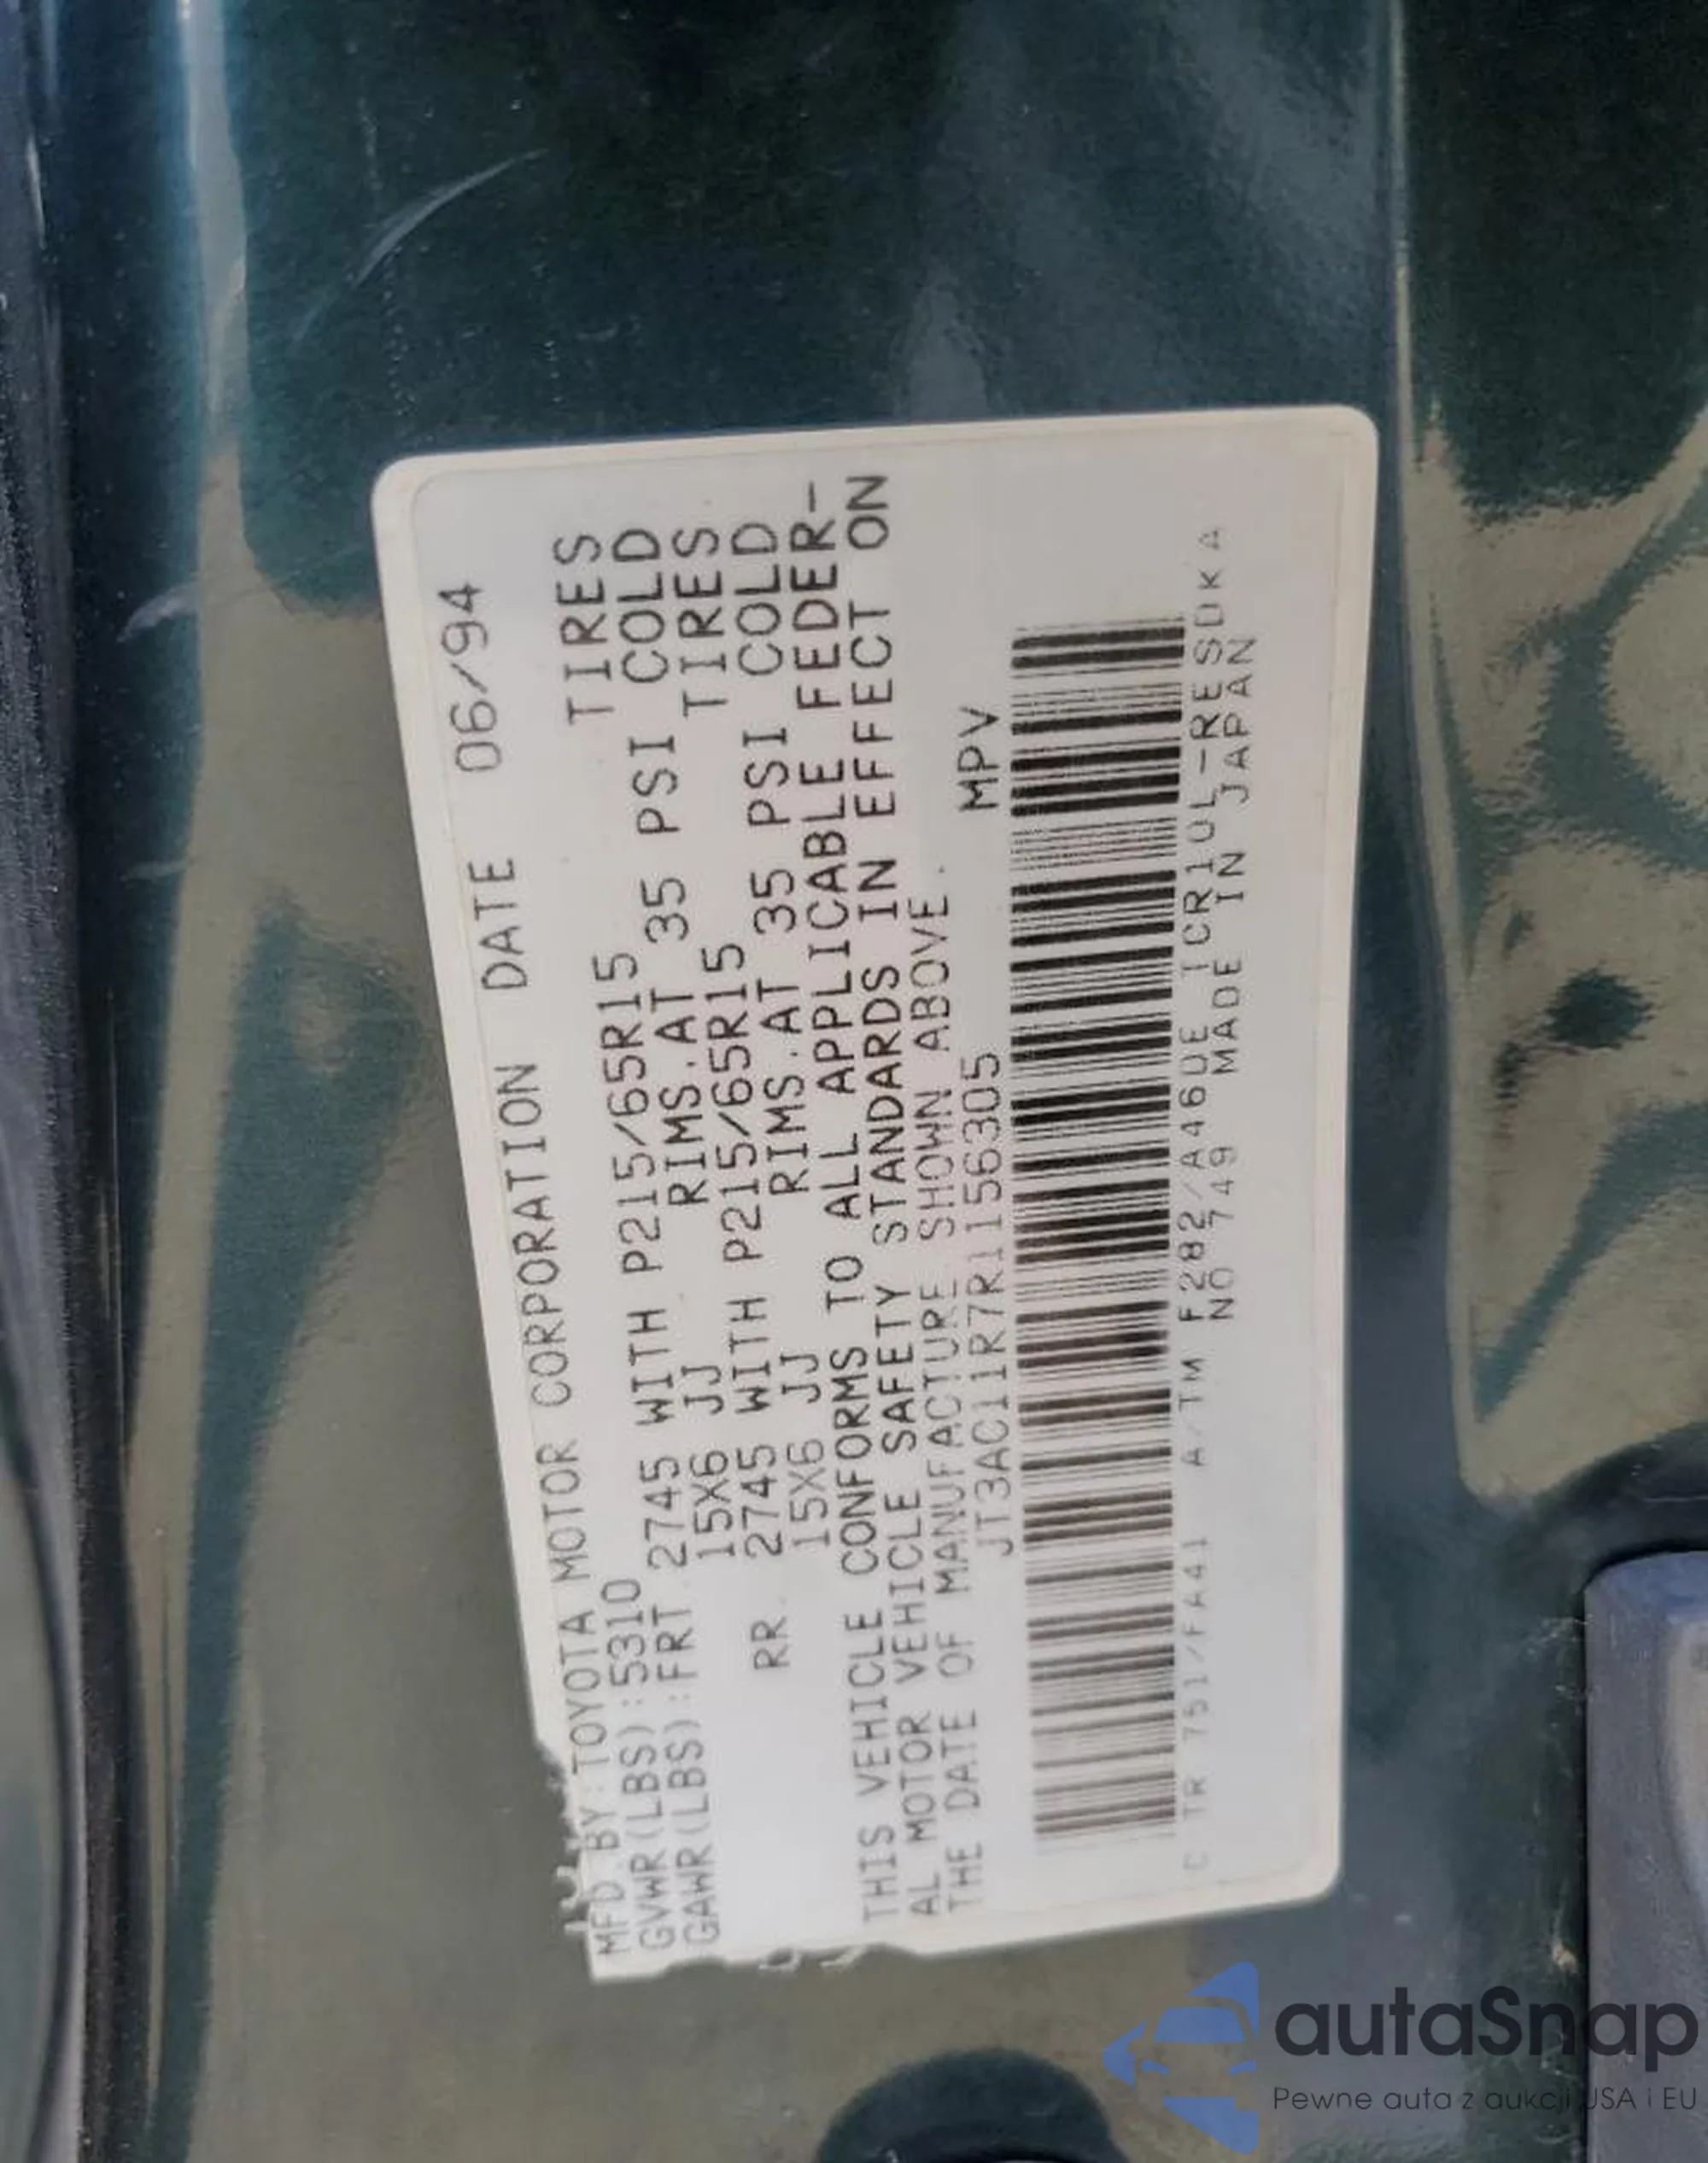 MFD BY:TOYOTA MOTOR CORPORATION DATE 06/94
GVWR(LBS):5310
GAWR(LBS):FRT 2745 WITH P215/65R15 TIRES
15X6 JJ RIMS.AT 35 PSI COLD
RR 2745 WITH P215/65R15 TIRES
15X6 JJ RIMS.AT 35 PSI COLD
THIS VEHICLE CONFORMS TO ALL APPLICABLE FEDER-
AL MOTOR VEHICLE SAFETY STANDARDS IN EFFECT ON
THE DATE OF MANUFACTURE SHOWN ABOVE.
JT3AC11R7R1156305 MPV
C/TR 751/FA41 A/TM F282/A46DE TCR10L-RESDKA
NO 749 MADE IN JAPAN
autaSnap
Pewne auta z aukcji USA i EU